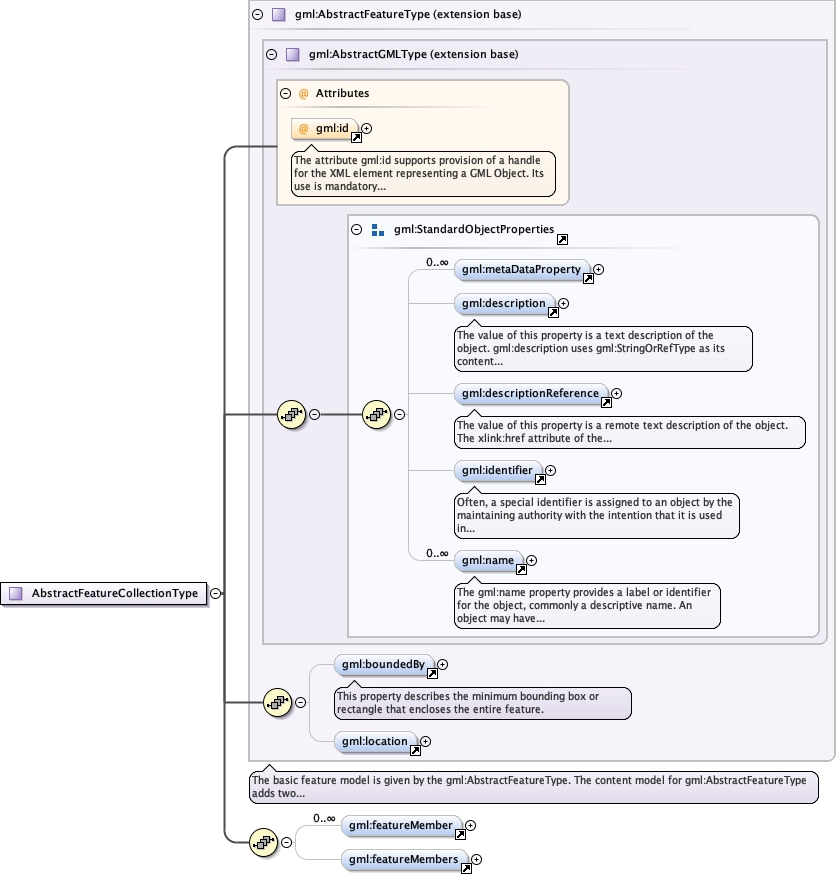 gml:AbstractFeatureType (extension base)
gml:AbstractGMLType (extension base)
@ Attributes
@ gml:id
The attribute gml:id supports provision of a handle
for the XML element representing a GML Object. Its
use is mandatory...
gml:StandardObjectProperties
0..∞
gml:metaDataProperty
gml:description
The value of this property is a text description of the
object. gml:description uses gml:StringOrRefType as its
content...
gml:descriptionReference
The value of this property is a remote text description of the object.
The xlink:href attribute of the...
gml:identifier
Often, a special identifier is assigned to an object by the
maintaining authority with the intention that it is used
in...
0..∞
gml:name
The gml:name property provides a label or identifier
for the object, commonly a descriptive name. An
object may have...
AbstractFeatureCollectionType
gml:boundedBy
This property describes the minimum bounding box or
rectangle that encloses the entire feature.
gml:location
The basic feature model is given by the gml:AbstractFeatureType. The content model for gml:AbstractFeatureType
adds two...
0..∞
gml:featureMember
gml:featureMembers